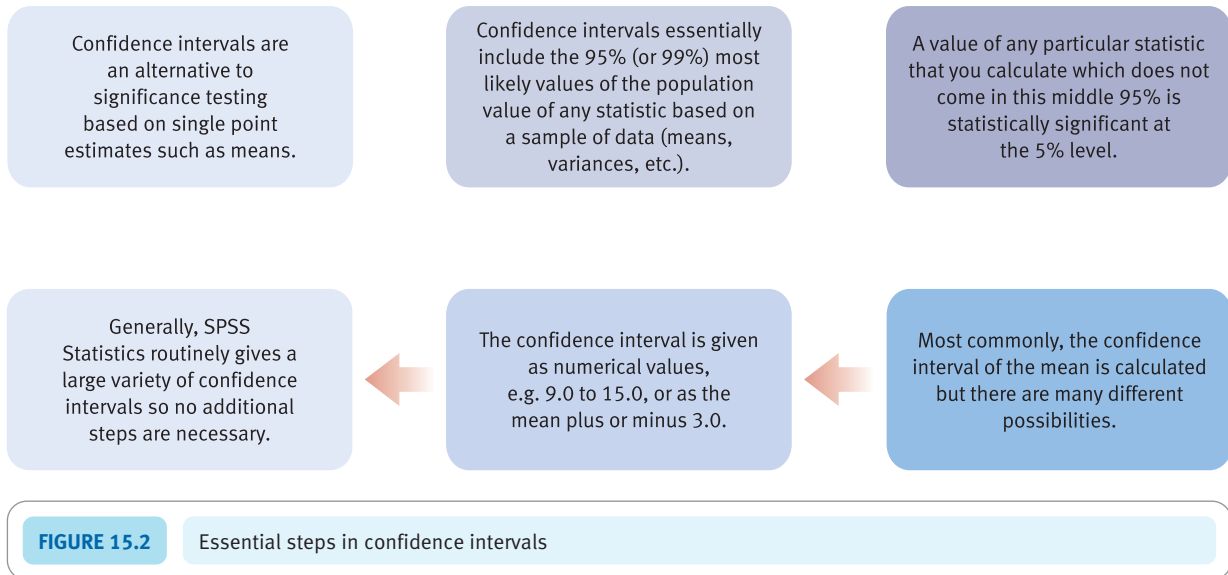 Confidence intervals are
an alternative to
significance testing
based on single point
estimates such as means.
Confidence intervals essentially
include the 95% (or 99%) most
likely values of the population
value of any statistic based on
a sample of data (means,
variances, etc.).
A value of any particular statistic
that you calculate which does not
come in this middle 95% is
statistically significant at
the 5% level.
Most commonly, the confidence
interval of the mean is calculated
but there are many different
possibilities.
The confidence interval is given
as numerical values,
e.g. 9.0 to 15.0, or as the
mean plus or minus 3.0.
Generally, SPSS
Statistics routinely gives a
large variety of confidence
intervals so no additional
steps are necessary.
FIGURE 15.2 Essential steps in confidence intervals